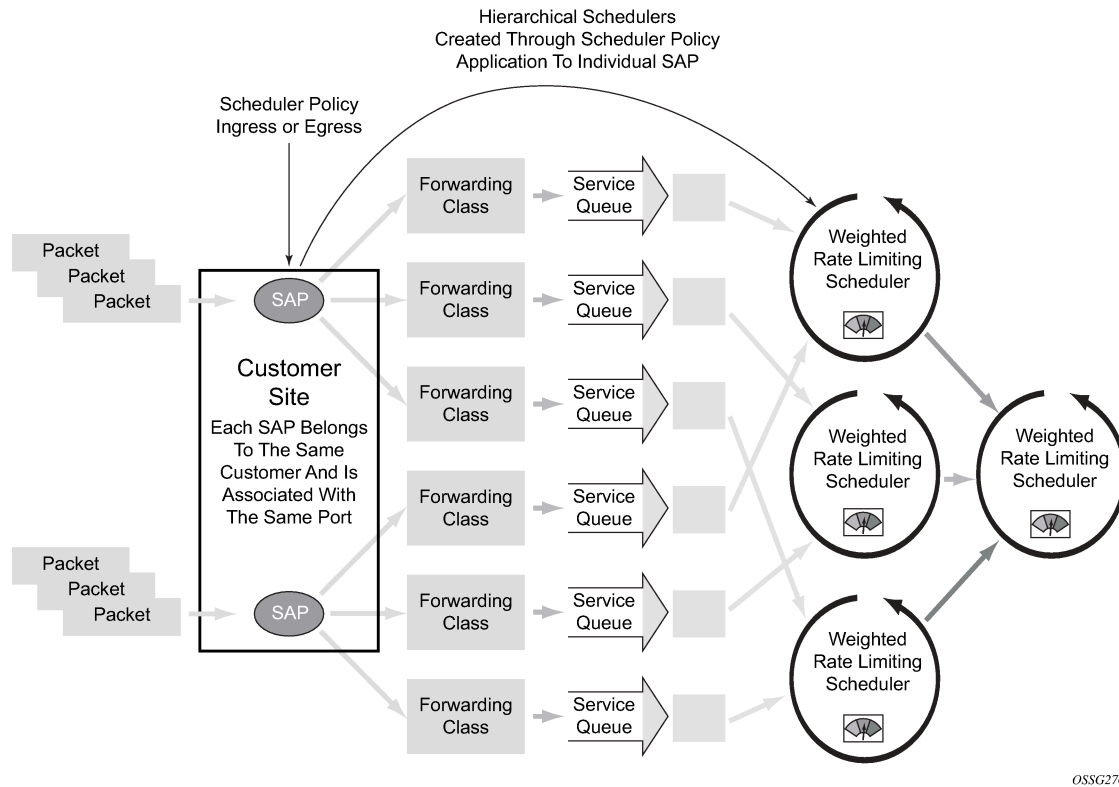 Hierarchical Schedulers
Created Through Scheduler Policy
Application To Individual SAP
Scheduler Policy
Ingress or Egress
Packet
Packet
Packet
SAP
Customer
Site
Each SAP Belongs
To The Same
Customer And Is
Associated With
The Same Port
Packet
Packet
Packet
SAP
Forwarding
Class
Service
Queue
Forwarding
Class
Service
Queue
Forwarding
Class
Service
Queue
Forwarding
Class
Service
Queue
Forwarding
Class
Service
Queue
Forwarding
Class
Service
Queue
Weighted
Rate Limiting
Scheduler
Weighted
Rate Limiting
Scheduler
Weighted
Rate Limiting
Scheduler
Weighted
Rate Limiting
Scheduler